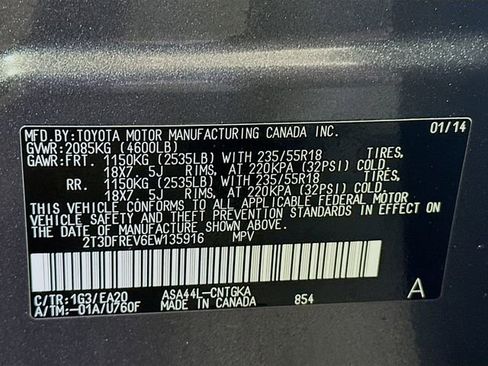 MFD.BY:TOYOTA MOTOR MANUFACTURING CANADA INC. 01/14
GVWR:2085KG (4600LB)
GAWR:FRT. 1150KG (2535LB) WITH 235/55R18 TIRES,
18X7.5J RIMS, AT 220KPA (32PSI) COLD.
RR. 1150KG (2535LB) WITH 235/55R18 TIRES,
18X7.5J RIMS, AT 220KPA (32PSI) COLD.
THIS VEHICLE CONFORMS TO ALL APPLICABLE FEDERAL MOTOR
VEHICLE SAFETY AND THEFT PREVENTION STANDARDS IN EFFECT ON
THE DATE OF MANUFACTURE SHOWN ABOVE.
2T3DFREV6EW135916 MPV
C/TR:1G3/EA20 ASA44L-CNTGKA
A/TM:-01A/U760F MADE IN CANADA 854 A